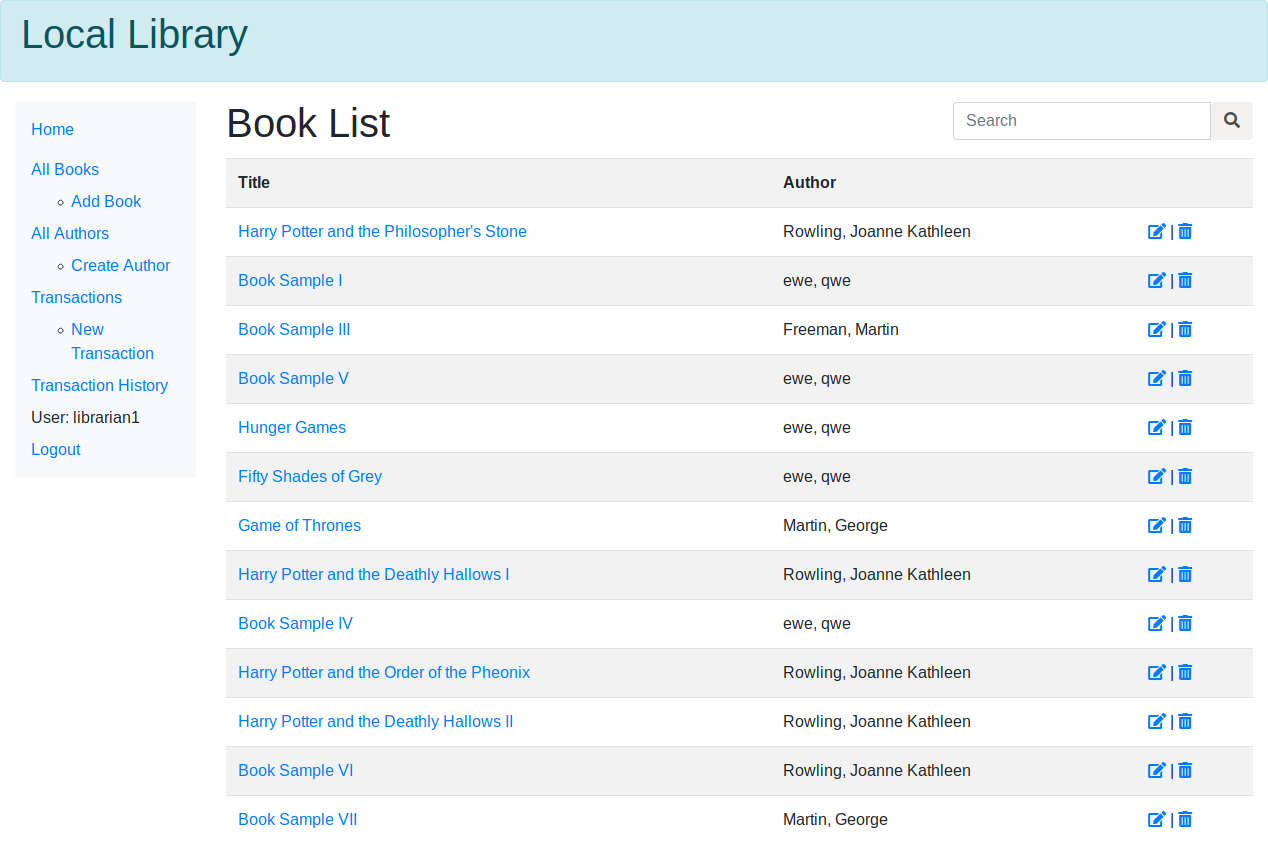 Local Library
Home
All Books
Add Book
All Authors
Create Author
Transactions
New
Transaction
Transaction History
User: librarian1
Logout
Book List
Search
Title Author
Harry Potter and the Philosopher's Stone Rowling, Joanne Kathleen |
Book Sample I ewe, qwe |
Book Sample III Freeman, Martin |
Book Sample V ewe, qwe |
Hunger Games ewe, qwe |
Fifty Shades of Grey ewe, qwe |
Game of Thrones Martin, George |
Harry Potter and the Deathly Hallows I Rowling, Joanne Kathleen |
Book Sample IV ewe, qwe |
Harry Potter and the Order of the Pheonix Rowling, Joanne Kathleen |
Harry Potter and the Deathly Hallows II Rowling, Joanne Kathleen |
Book Sample VI Rowling, Joanne Kathleen |
Book Sample VII Martin, George |